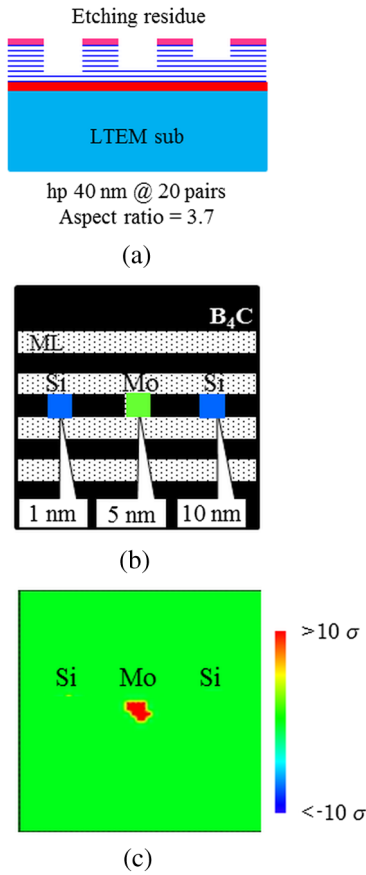 Etching residue
LTEM sub
hp 40 nm @ 20 pairs
Aspect ratio = 3.7
(a)
B₄C
ML
Si Mo Si
1 nm 5 nm 10 nm
(b)
>10 σ
Si Mo Si
<-10 σ
(c)